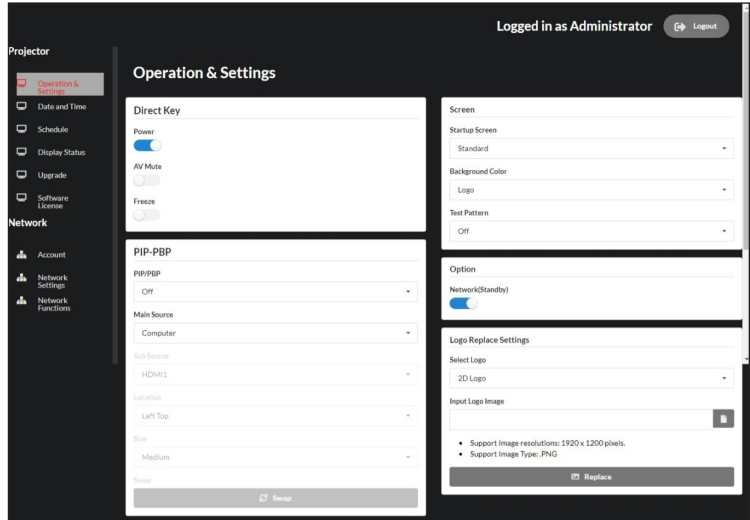 Logged in as Administrator
Logout
Projector
Operation &
Settings
Date and Time
Schedule
Display Status
Upgrade
Software
License
Network
Account
Network
Settings
Network
Functions
Operation & Settings
Direct Key
Power
AV Mute
Freeze
PIP-PBP
PIP/PBP
Off
Main Source
Computer
Sub Source
HDMI1
Location
Left Top
Size
Medium
Swap
Swap
Screen
Startup Screen
Standard
Background Color
Logo
Test Pattern
Off
Option
Network(Standby)
Logo Replace Settings
Select Logo
2D Logo
Input Logo Image
• Support Image resolutions: 1920 x 1200 pixels.
• Support Image Type: .PNG
Replace